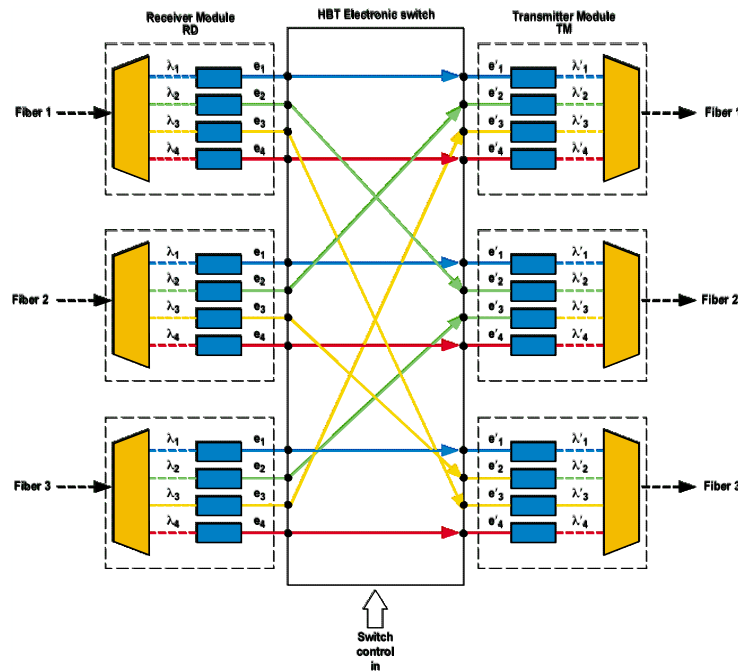 Receiver Module
RD
HBT Electronic switch
Transmitter Module
TM
λ1 e1 e'1 λ'1
λ2 e2 e'2 λ'2
Fiber 1 Fiber 1
λ3 e3 e'3 λ'3
λ4 e4 e'4 λ'4
λ1 e1 e'1 λ'1
λ2 e2 e'2 λ'2
Fiber 2 Fiber 2
λ3 e3 e'3 λ'3
λ4 e4 e'4 λ'4
λ1 e1 e'1 λ'1
λ2 e2 e'2 λ'2
Fiber 3 Fiber 3
λ3 e3 e'3 λ'3
λ4 e4 e'4 λ'4
Switch
control
in